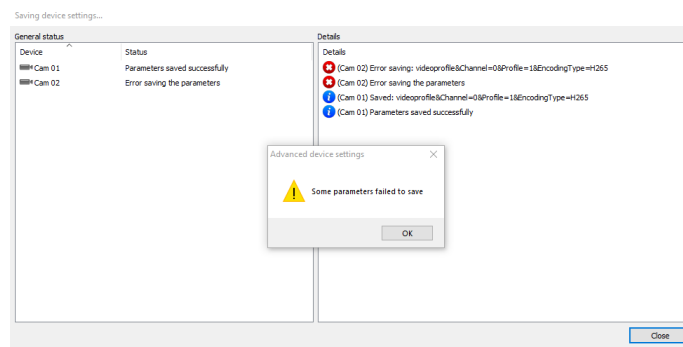 Saving device settings...
General status
Device
Status
Cam 01
Parameters saved successfully
Cam 02
Error saving the parameters
Details
Details
(Cam 02) Error saving: videoprofile&Channel=0&Profile=1&EncodingType=H265
(Cam 02) Error saving the parameters
(Cam 01) Saved: videoprofile&Channel=0&Profile=1&EncodingType=H265
(Cam 01) Parameters saved successfully
Advanced device settings
Some parameters failed to save
OK
Close